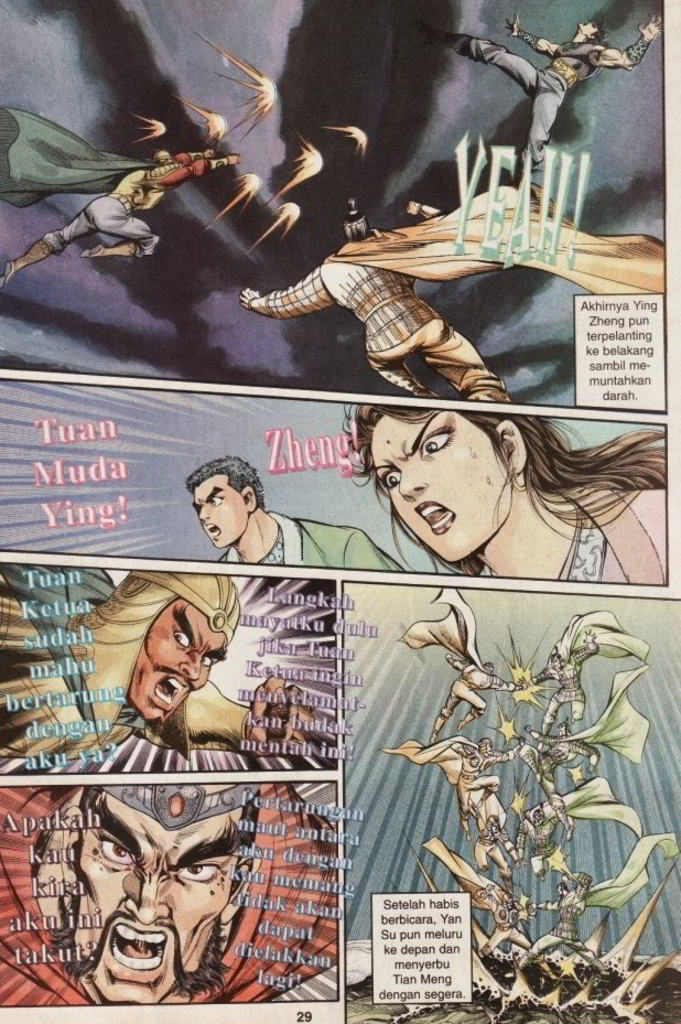 YEAH!
Akhirnya Ying
Zheng pun
terpelanting
ke belakang
sambil me-
muntahkan
darah.
Tuan
Muda
Ying!
Zheng!
Tuan
Ketua
sudah
mahu
bertarung
dengan
aku ya?
Langkah
mayatku dulu
jika Tuan
Ketua ingin
menyelamat-
kan budak
mentah ini!
Apakah
kau
kira
aku ini
takut?
Pertarungan
maut antara
aku dengan
kau memang
tidak akan
dapat
dielakkan
lagi!
Setelah habis
berbicara, Yan
Su pun meluru
ke depan dan
menyerbu
Tian Meng
dengan segera.
29